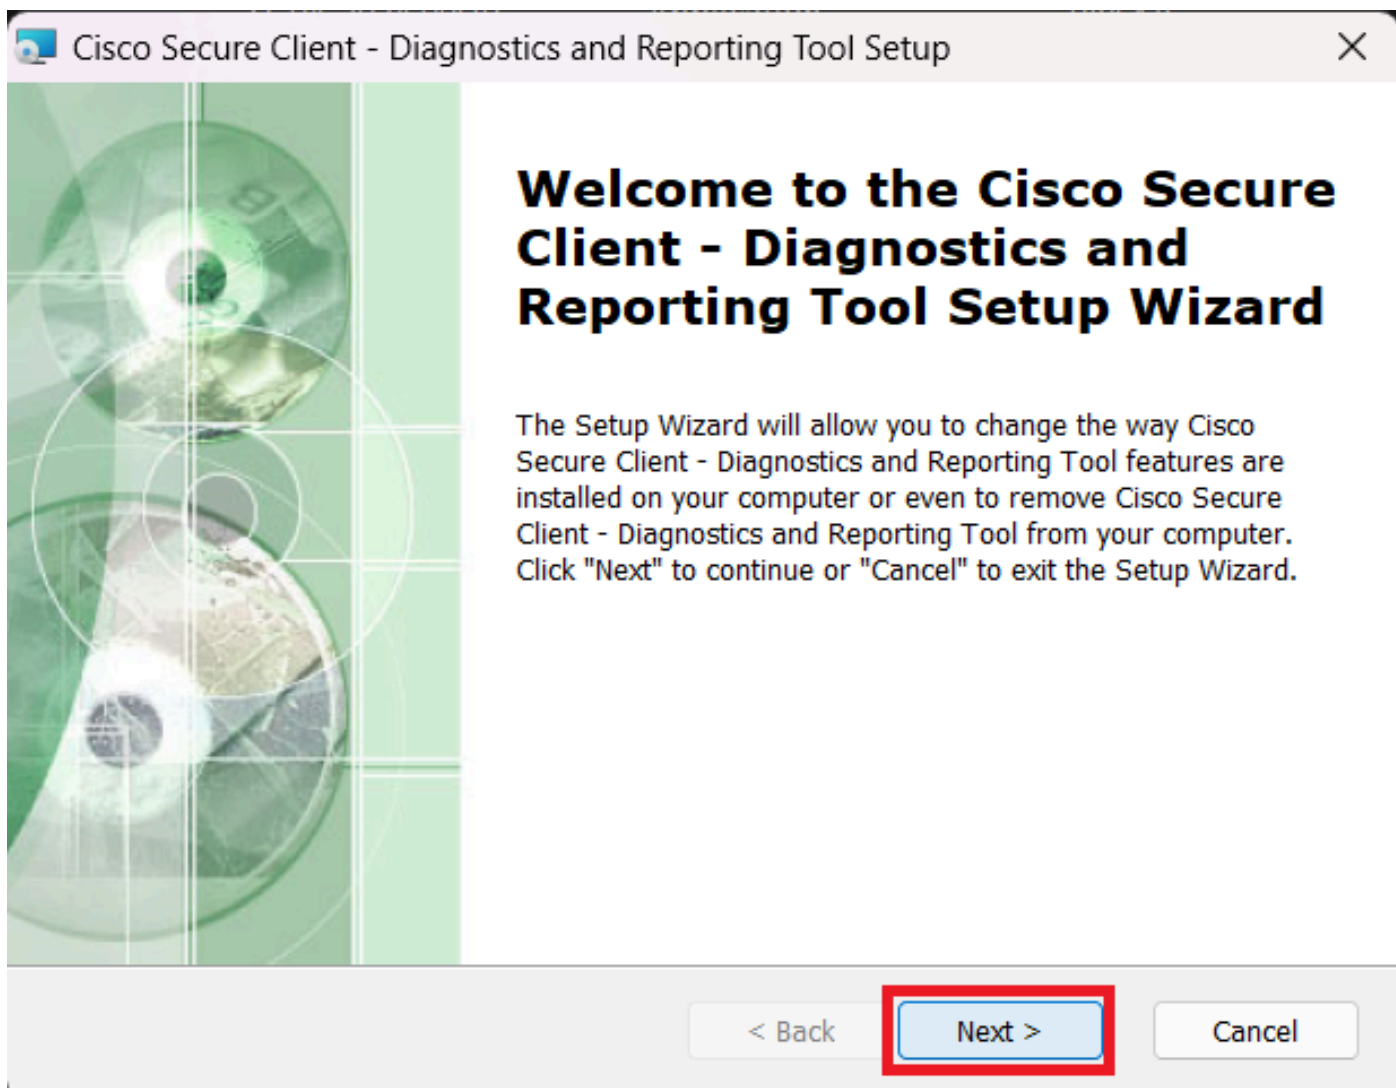 Cisco Secure Client - Diagnostics and Reporting Tool Setup
Welcome to the Cisco Secure
Client - Diagnostics and
Reporting Tool Setup Wizard
The Setup Wizard will allow you to change the way Cisco
Secure Client - Diagnostics and Reporting Tool features are
installed on your computer or even to remove Cisco Secure
Client - Diagnostics and Reporting Tool from your computer.
Click "Next" to continue or "Cancel" to exit the Setup Wizard.
< Back Next > Cancel